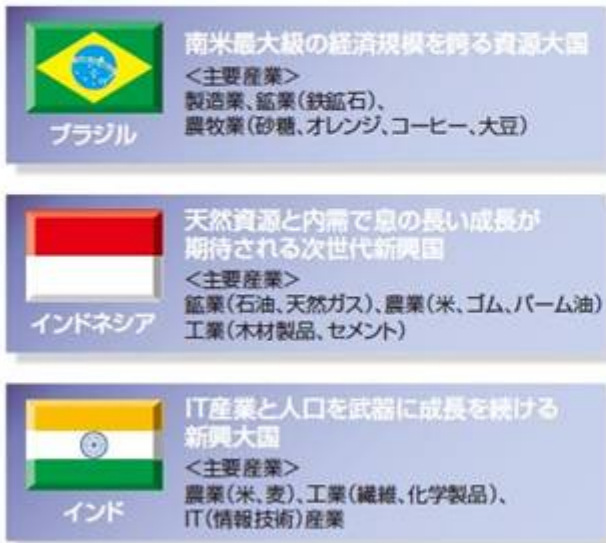 南米最大級の経済規模を誇る資源大国
<主要産業>
製造業、鉱業(鉄鉱石)、
農牧業(砂糖、オレンジ、コーヒー、大豆)
ブラジル
天然資源と内需で息の長い成長が
期待される次世代新興国
<主要産業>
鉱業(石油、天然ガス)、農業(米、ゴム、パーム油)
工業(木材製品、セメント)
インドネシア
IT産業と人口を武器に成長を続ける
新興大国
<主要産業>
農業(米、麦)、工業(繊維、化学製品)、
IT(情報技術)産業
インド